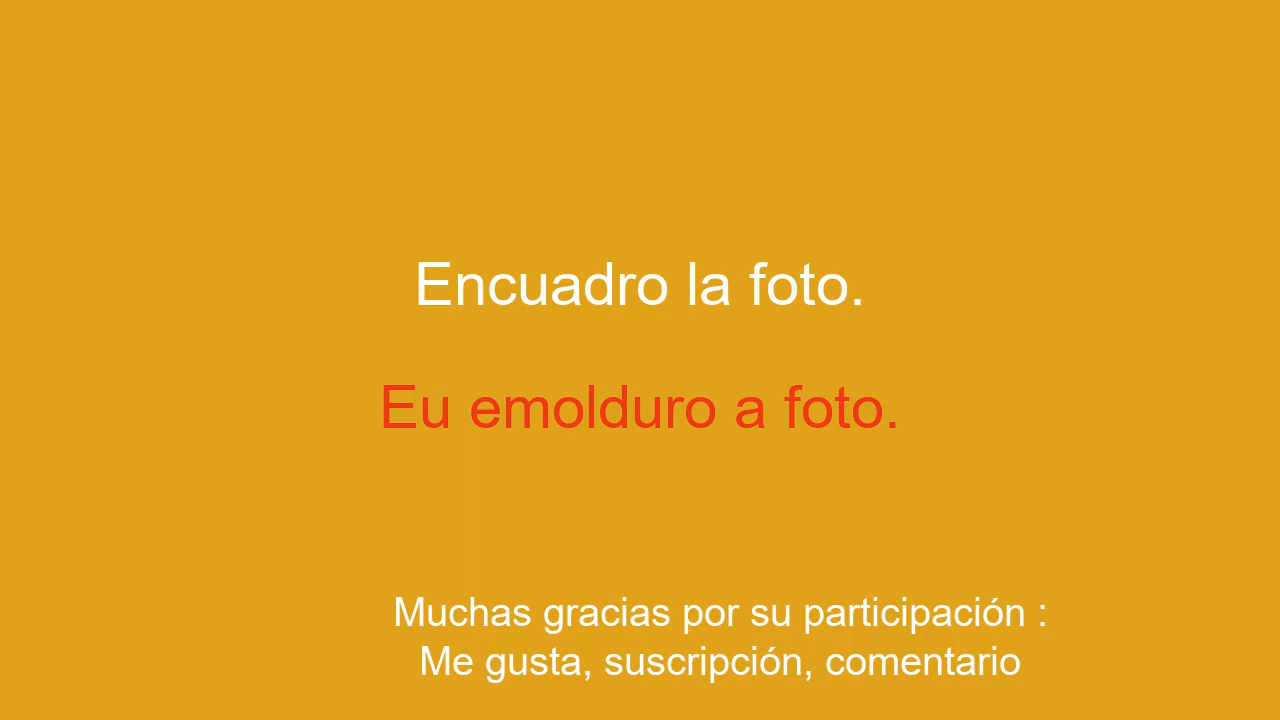 Encuadro la foto.
Eu emolduro a foto.
Muchas gracias por su participación :
Me gusta, suscripción, comentario